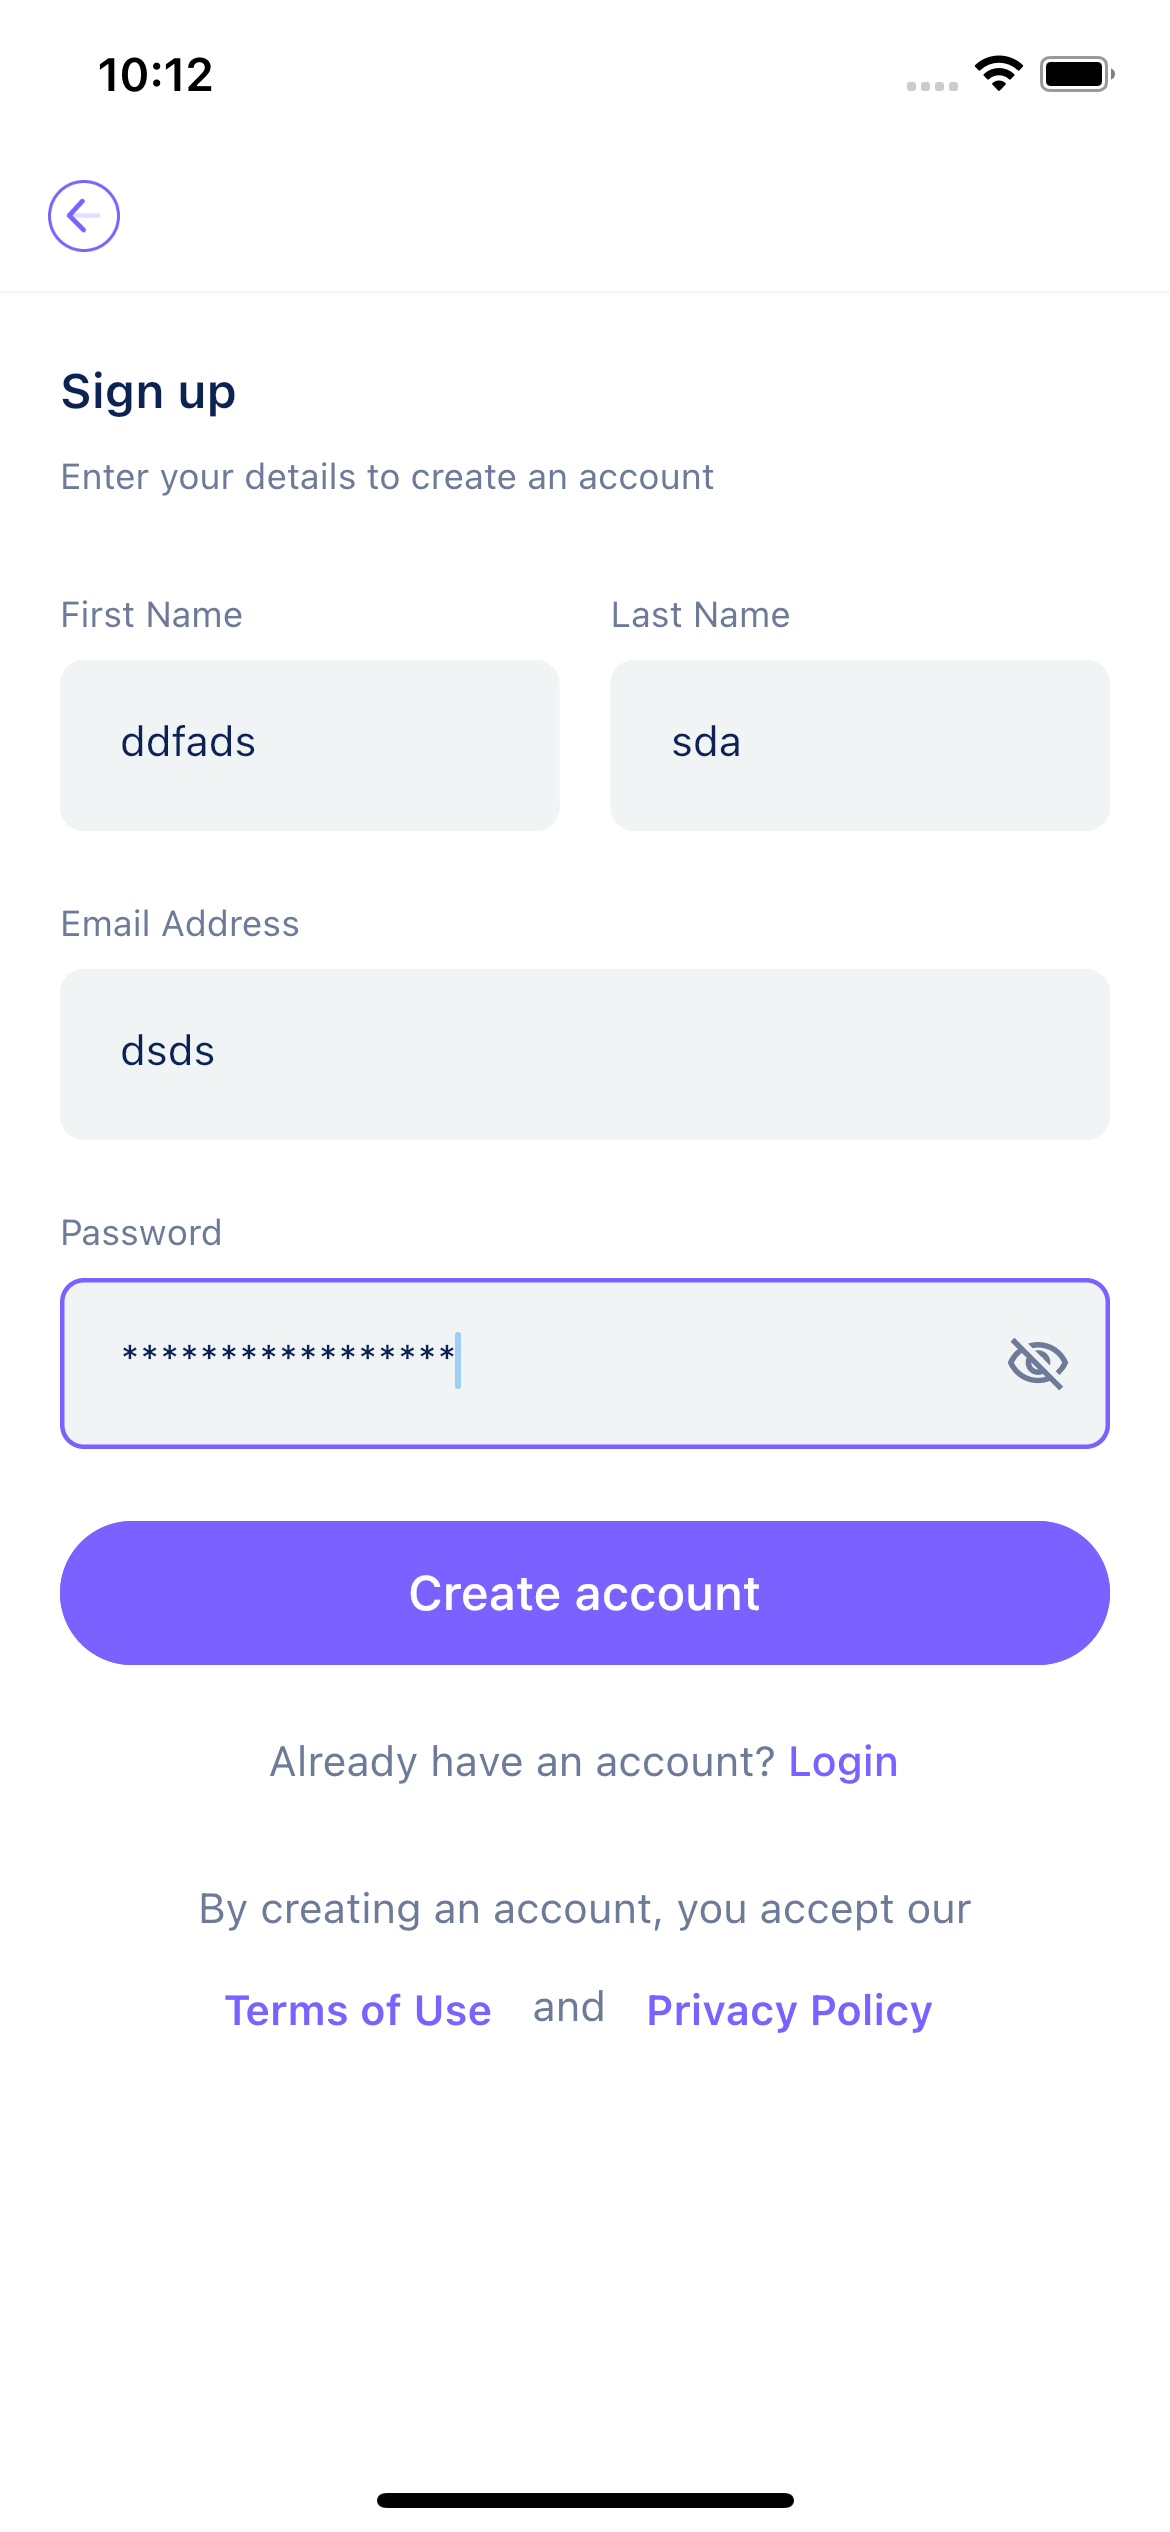 10:12
Sign up
Enter your details to create an account
First Name Last Name
ddfads sda
Email Address
dsds
Password
*****************
Create account
Already have an account? Login
By creating an account, you accept our
Terms of Use and Privacy Policy